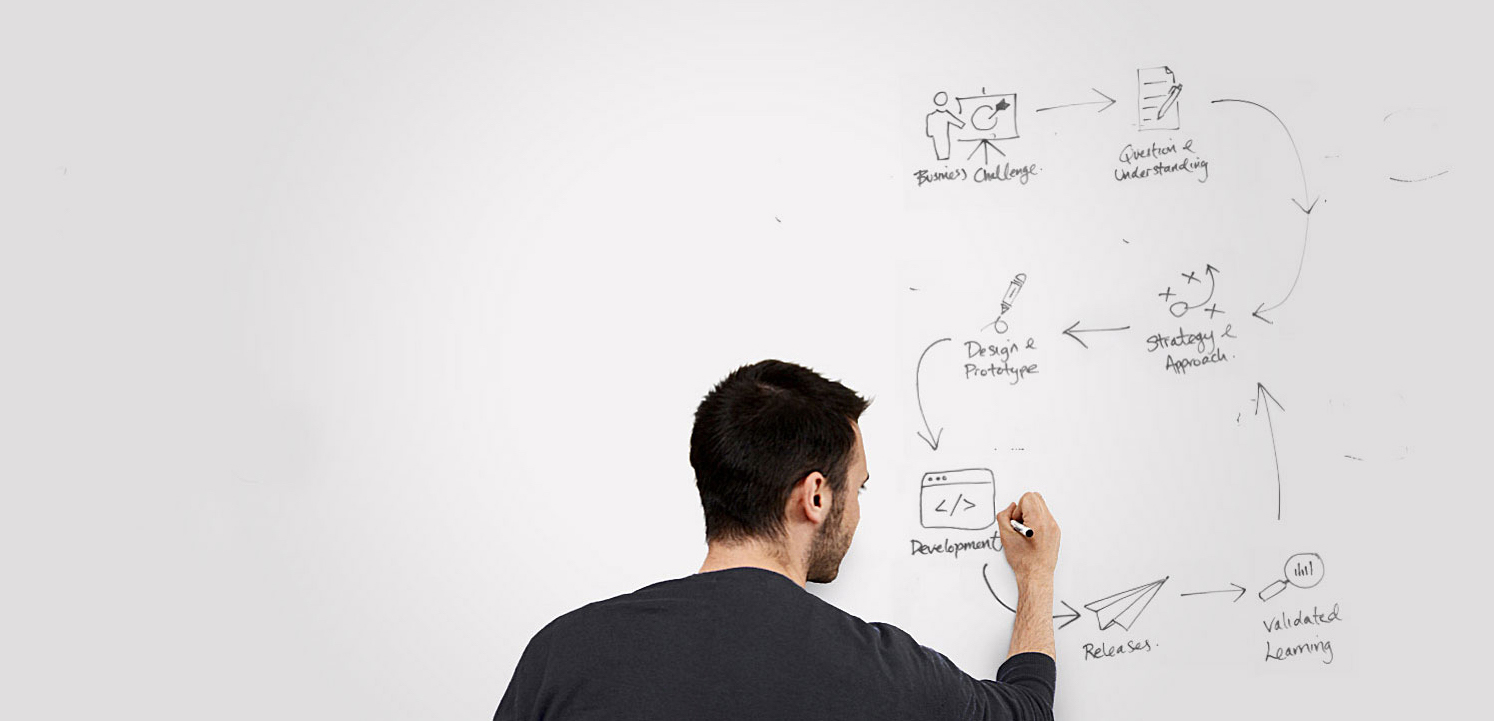 Business Challenge.
Question &
Understanding
Strategy &
Approach.
Design &
Prototype
</>
Development
Releases.
Validated
Learning